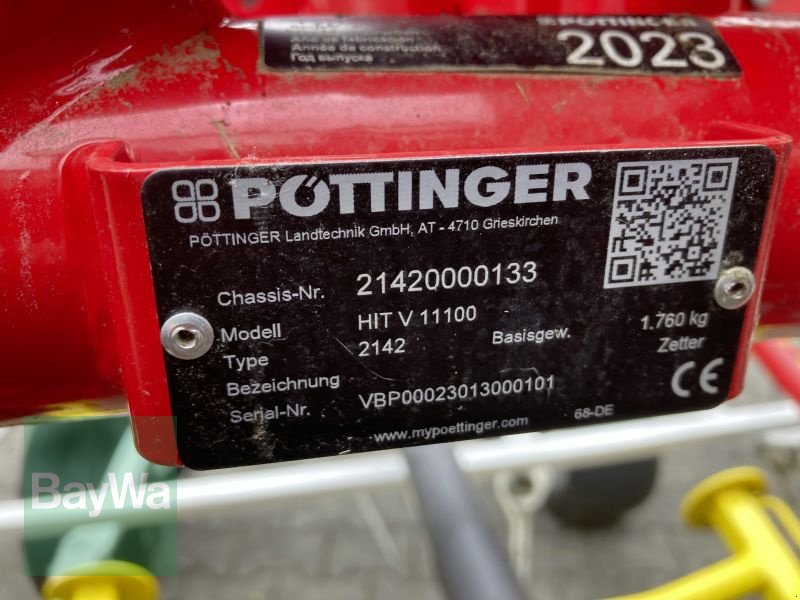 PÖTTINGER
Año de fabricación
Année de construction
Год выпуска
2023
PÖTTINGER
PÖTTINGER Landtechnik GmbH, AT - 4710 Grieskirchen
Chassis-Nr. 21420000133
Modell HIT V 11100
Type 2142 Basisgew. 1.760 kg
Bezeichnung Zetter
Serial-Nr. VBP00023013000101
CE
www.mypoettinger.com 68-DE
BayWa